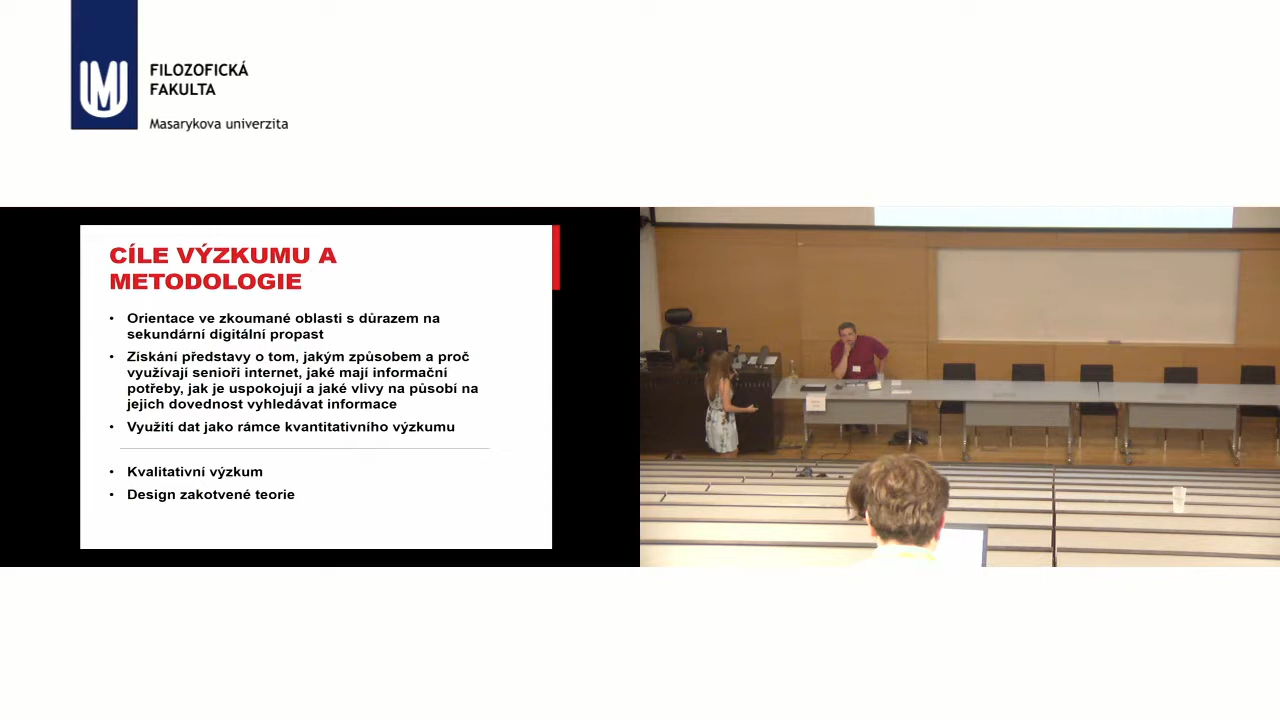 FILOZOFICKÁ
FAKULTA
Masarykova univerzita
CÍLE VÝZKUMU A
METODOLOGIE
• Orientace ve zkoumané oblasti s důrazem na
sekundární digitální propast
• Získání představy o tom, jakým způsobem a proč
využívají senioři internet, jaké mají informační
potřeby, jak je uspokojují a jaké vlivy na působí na
jejich dovednost vyhledávat informace
• Využití dat jako rámce kvantitativního výzkumu
• Kvalitativní výzkum
• Design zakotvené teorie